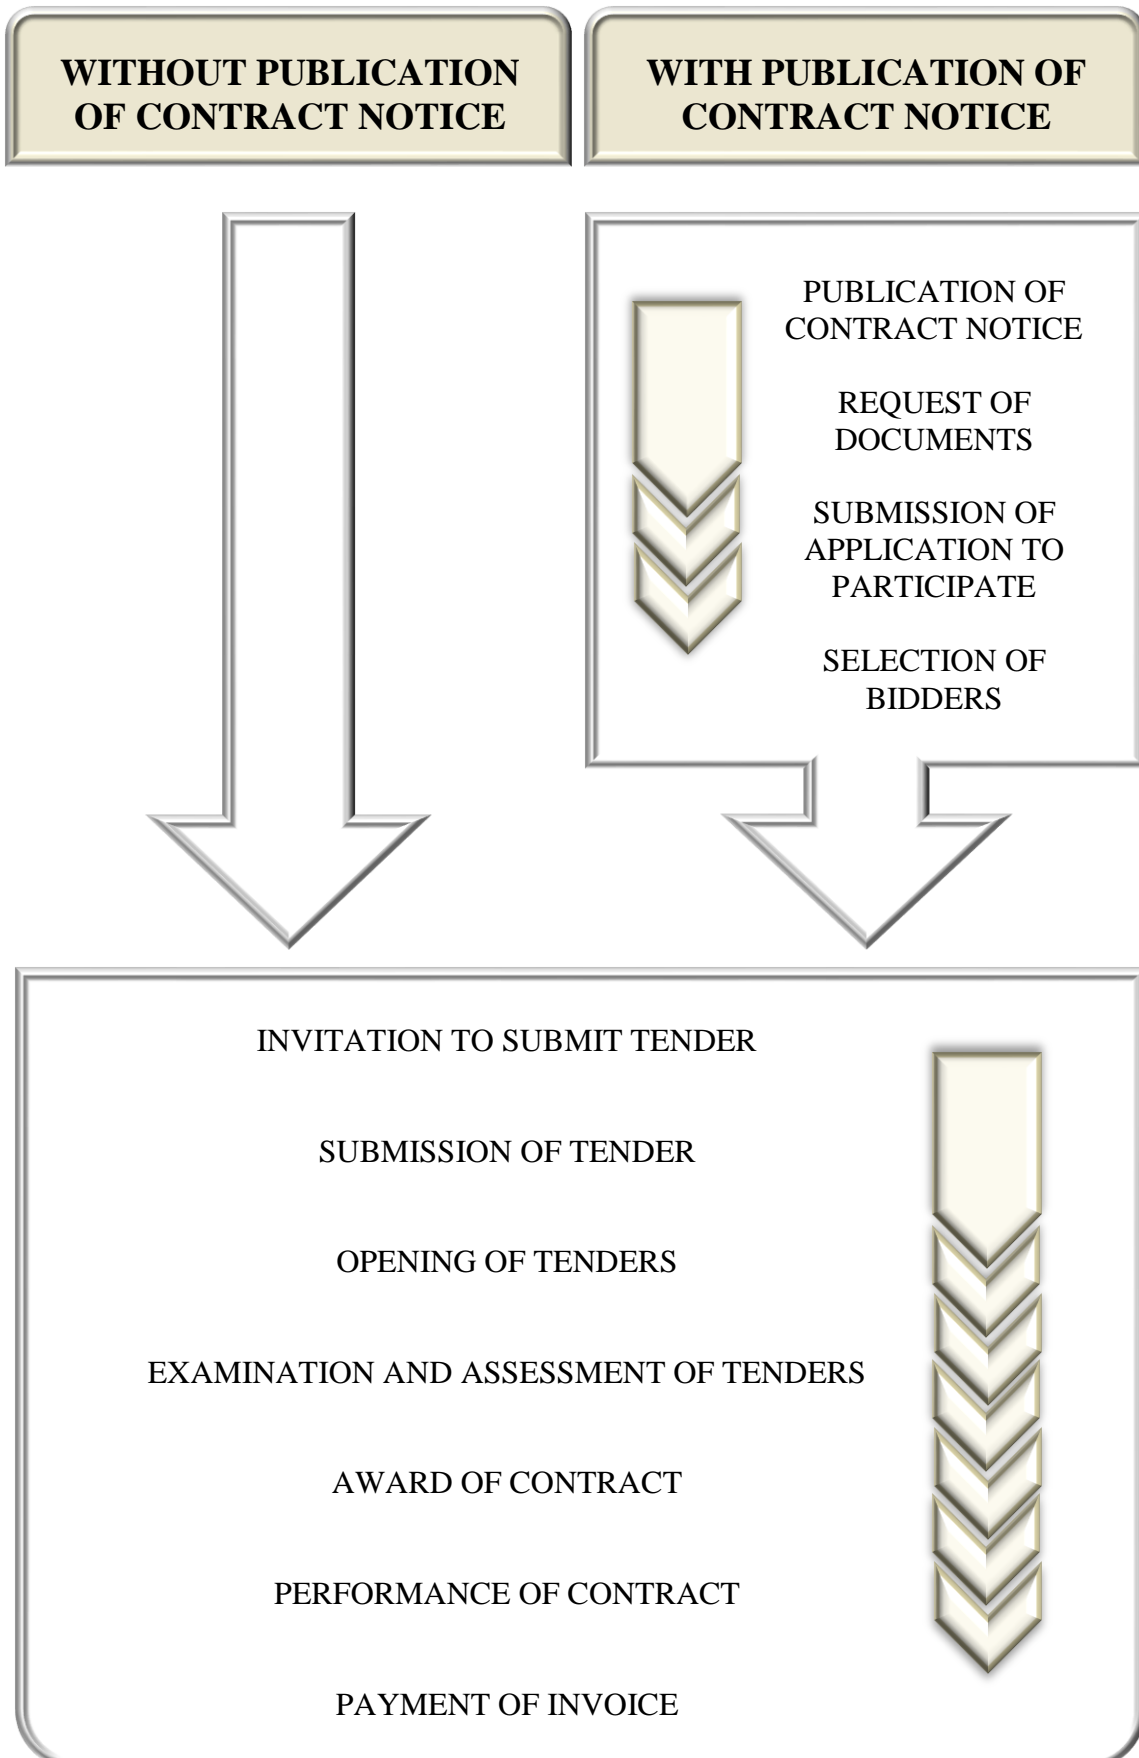 WITHOUT PUBLICATION
OF CONTRACT NOTICE
WITH PUBLICATION OF
CONTRACT NOTICE
PUBLICATION OF
CONTRACT NOTICE
REQUEST OF
DOCUMENTS
SUBMISSION OF
APPLICATION TO
PARTICIPATE
SELECTION OF
BIDDERS
INVITATION TO SUBMIT TENDER
SUBMISSION OF TENDER
OPENING OF TENDERS
EXAMINATION AND ASSESSMENT OF TENDERS
AWARD OF CONTRACT
PERFORMANCE OF CONTRACT
PAYMENT OF INVOICE